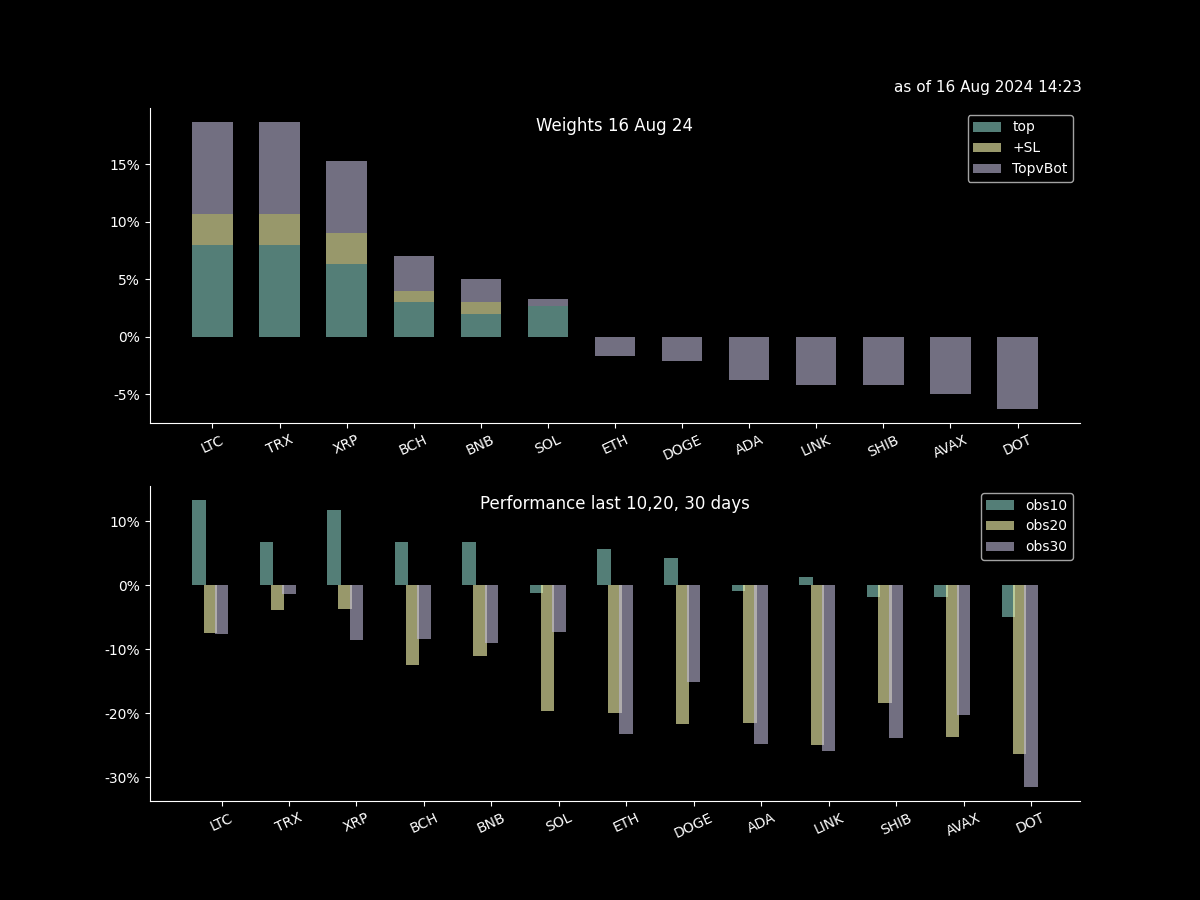 as of 16 Aug 2024 14:23
Weights 16 Aug 24
top
+SL
TopvBot
15%
10%
5%
0%
-5%
LTC TRX XRP BCH BNB SOL ETH DOGE ADA LINK SHIB AVAX DOT
Performance last 10,20, 30 days
obs10
obs20
obs30
10%
0%
-10%
-20%
-30%
LTC TRX XRP BCH BNB SOL ETH DOGE ADA LINK SHIB AVAX DOT